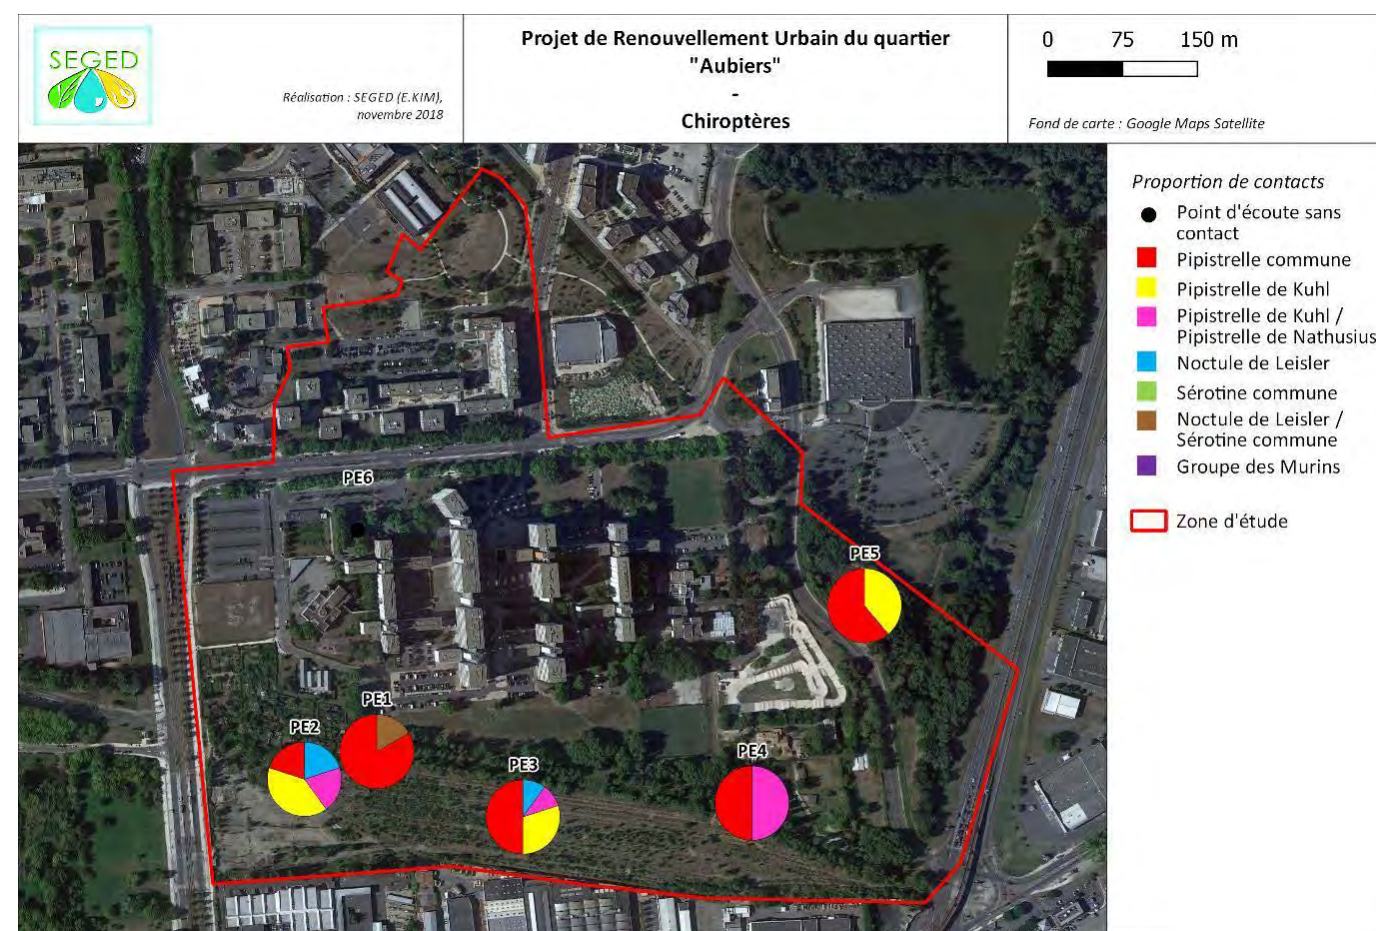 SEGED
Réalisation : SEGED (E.KIM),
novembre 2018
Projet de Renouvellement Urbain du quartier
"Aubiers"
-
Chiroptères
0 75 150 m
Fond de carte : Google Maps Satellite
Proportion de contacts
Point d'écoute sans
contact
Pipistrelle commune
Pipistrelle de Kuhl
Pipistrelle de Kuhl /
Pipistrelle de Nathusius
Noctule de Leisler
Sérotine commune
Noctule de Leisler /
Sérotine commune
Groupe des Murins
Zone d'étude
PE6
PE5
PE1
PE2
PE3
PE4